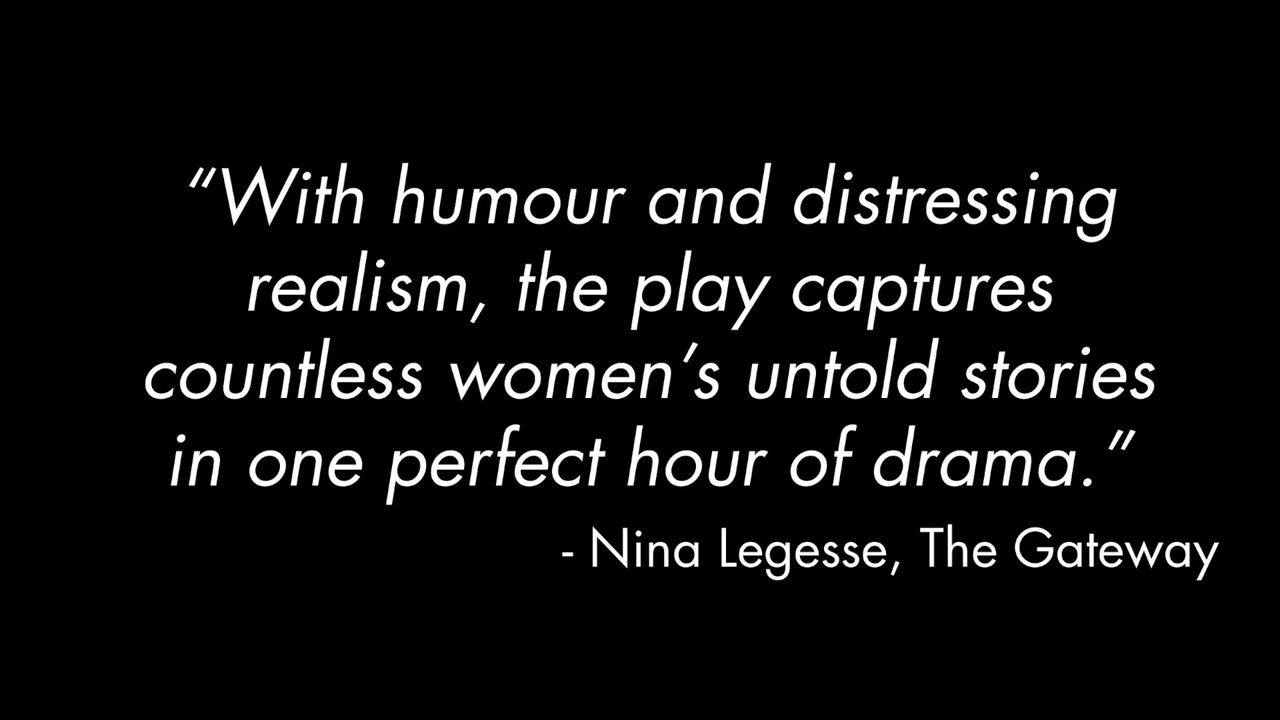 “With humour and distressing
realism, the play captures
countless women’s untold stories
in one perfect hour of drama.”
- Nina Legesse, The Gateway